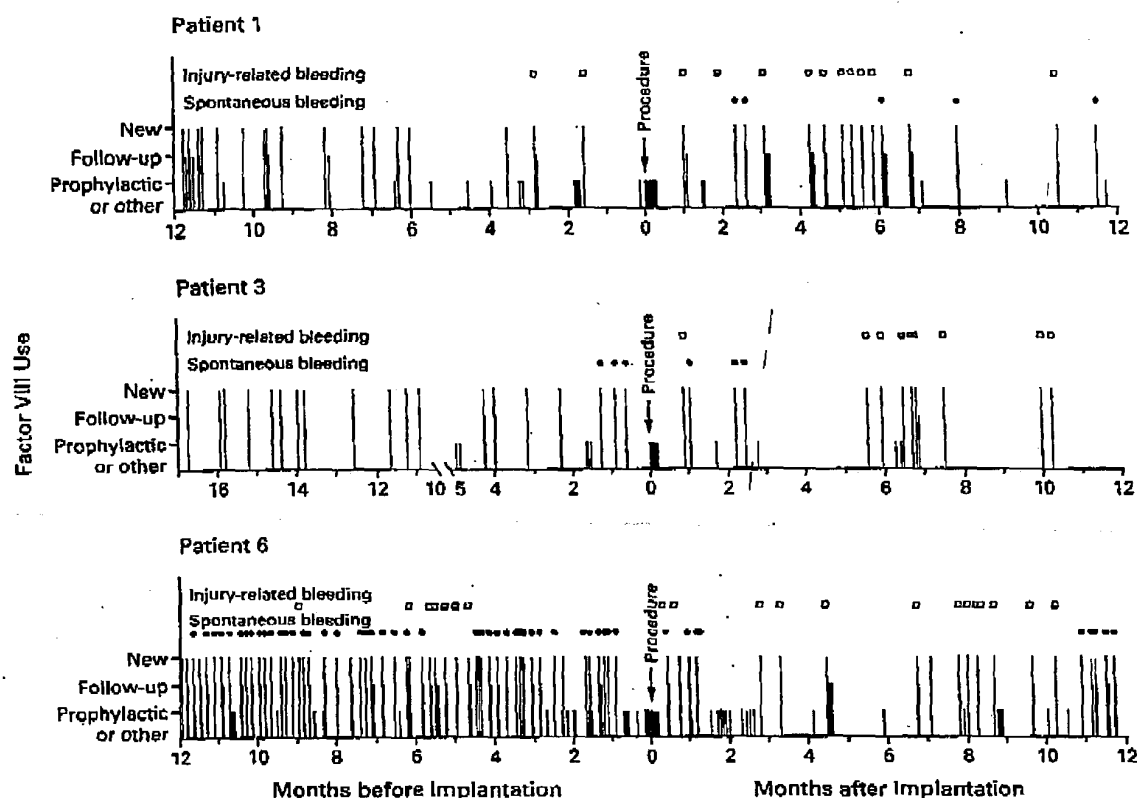 Patient 1
Injury-related bleeding
Spontaneous bleeding
Procedure
New
Follow-up
Prophylactic
or other
12 10 8 6 4 2 0 2 4 6 8 10 12
Patient 3
Injury-related bleeding
Spontaneous bleeding
Procedure
New
Follow-up
Prophylactic
or other
16 14 12 10 5 4 2 0 2 4 6 8 10 12
Factor VIII Use
Patient 6
Injury-related bleeding
Spontaneous bleeding
Procedure
New
Follow-up
Prophylactic
or other
12 10 8 6 4 2 0 2 4 6 8 10 12
Months before Implantation Months after Implantation